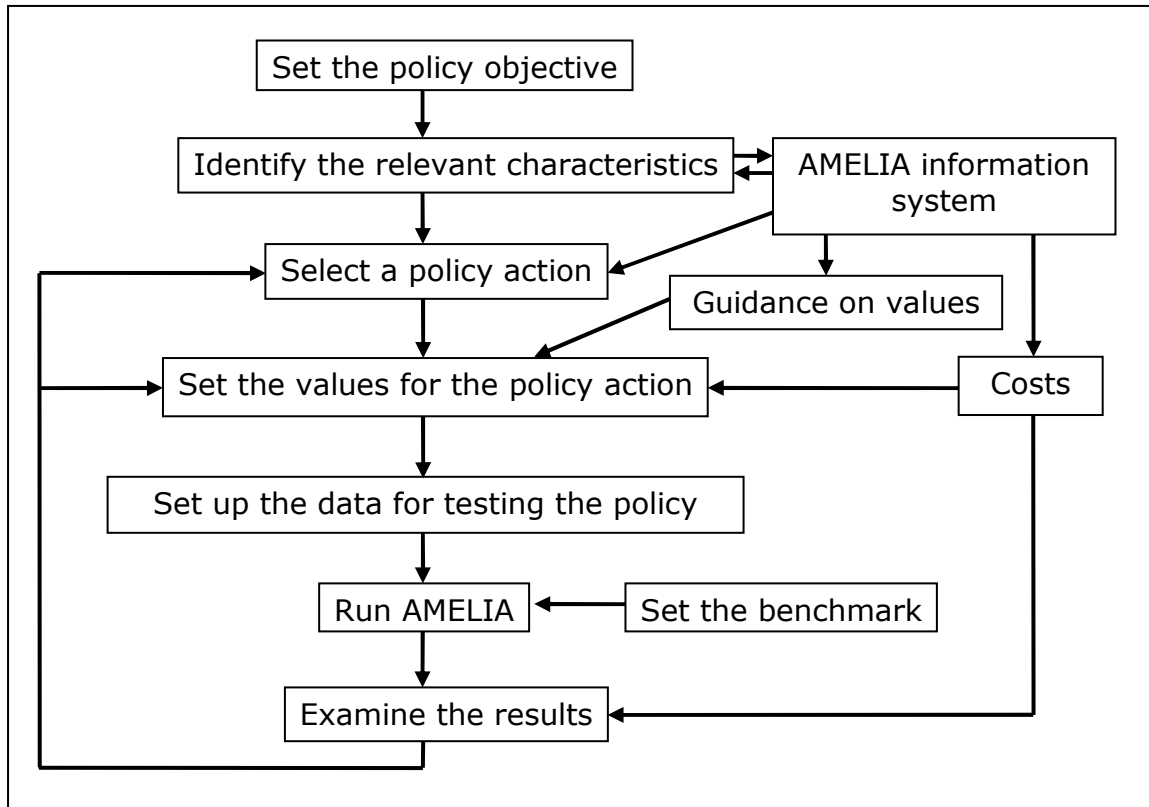 Set the policy objective
Identify the relevant characteristics
AMELIA information
system
Select a policy action
Guidance on values
Set the values for the policy action
Costs
Set up the data for testing the policy
Run AMELIA
Set the benchmark
Examine the results